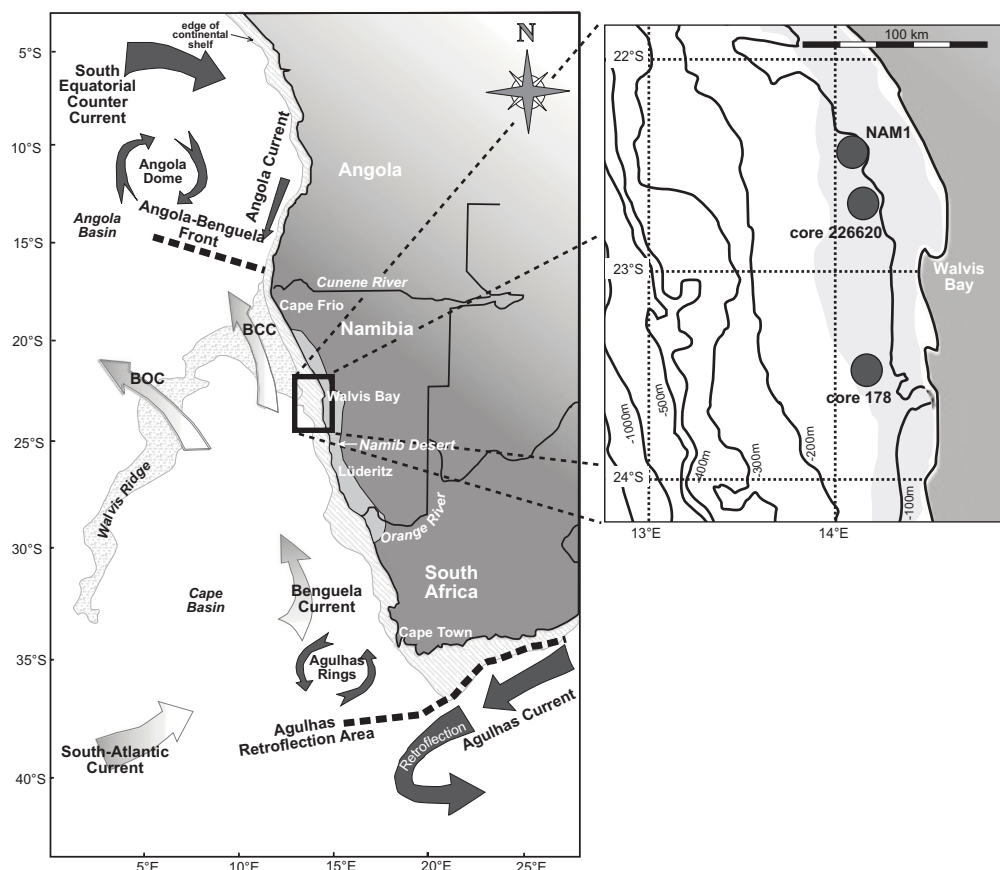 edge of
continental
shelf
N
5°S
South
Equatorial
Counter
Current
10°S
Angola
Dome
Angola Current
Angola
Angola
Basin
Angola-Benguela
Front
15°S
Cunene River
Cape Frio
BCC
Namibia
20°S
BOC
Walvis Bay
25°S
Namib Desert
Lüderitz
Walvis Ridge
Orange River
30°S
Cape
Basin
Benguela
Current
South
Africa
Cape Town
35°S
Agulhas
Rings
Agulhas
Retroflection Area
Retroflection
Agulhas Current
South-Atlantic
Current
40°S
5°E
10°E
15°E
20°E
25°E
100 km
22°S
NAM1
core 226620
23°S
Walvis
Bay
core 178
-1000m
-500m
-400m
-300m
-200m
-100m
24°S
13°E
14°E